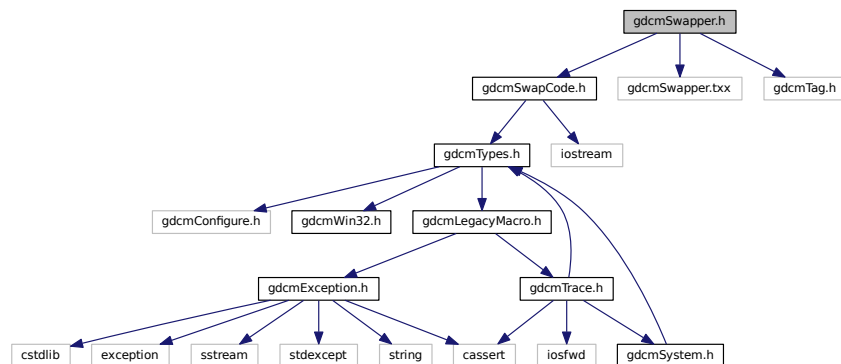 gdcmSwapper.h
gdcmSwapCode.h
gdcmSwapper.txx
gdcmTag.h
gdcmTypes.h
iostream
gdcmConfigure.h
gdcmWin32.h
gdcmLegacyMacro.h
gdcmException.h
gdcmTrace.h
cstdlib
exception
sstream
stdexcept
string
cassert
iosfwd
gdcmSystem.h